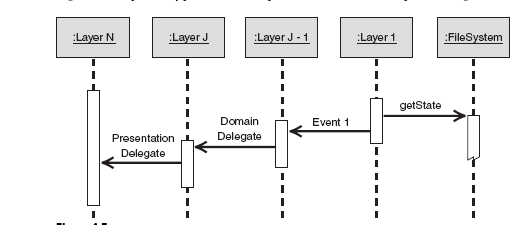 :Layer N
:Layer J
:Layer J - 1
:Layer 1
:FileSystem
getState
Event 1
Domain
Delegate
Presentation
Delegate